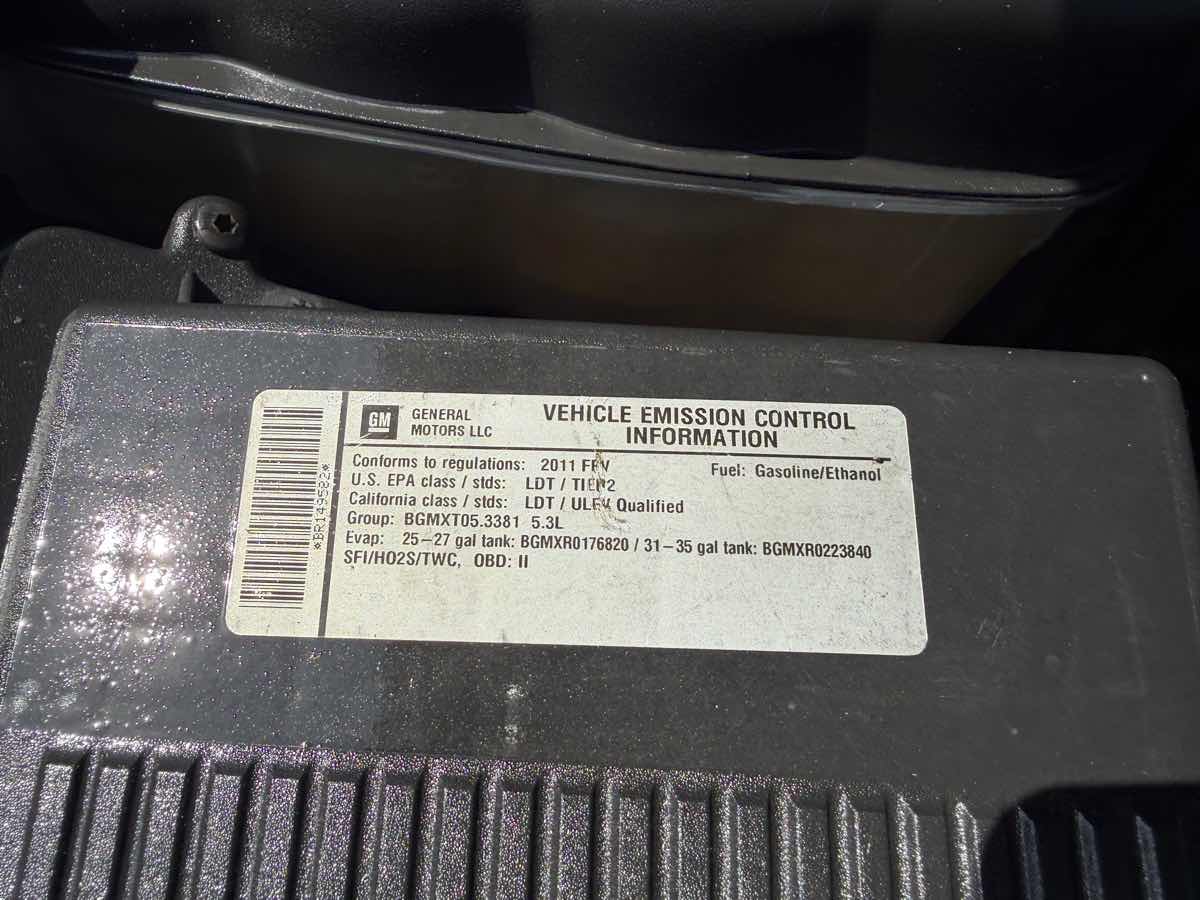 *BR149582*
GM GENERAL MOTORS LLC
VEHICLE EMISSION CONTROL
INFORMATION
Conforms to regulations: 2011 FFV Fuel: Gasoline/Ethanol
U.S. EPA class / stds: LDT / TIER2
California class / stds: LDT / ULEV Qualified
Group: BGMXT05.3381 5.3L
Evap: 25–27 gal tank: BGMXR0176820 / 31–35 gal tank: BGMXR0223840
SFI/HO2S/TWC, OBD: II